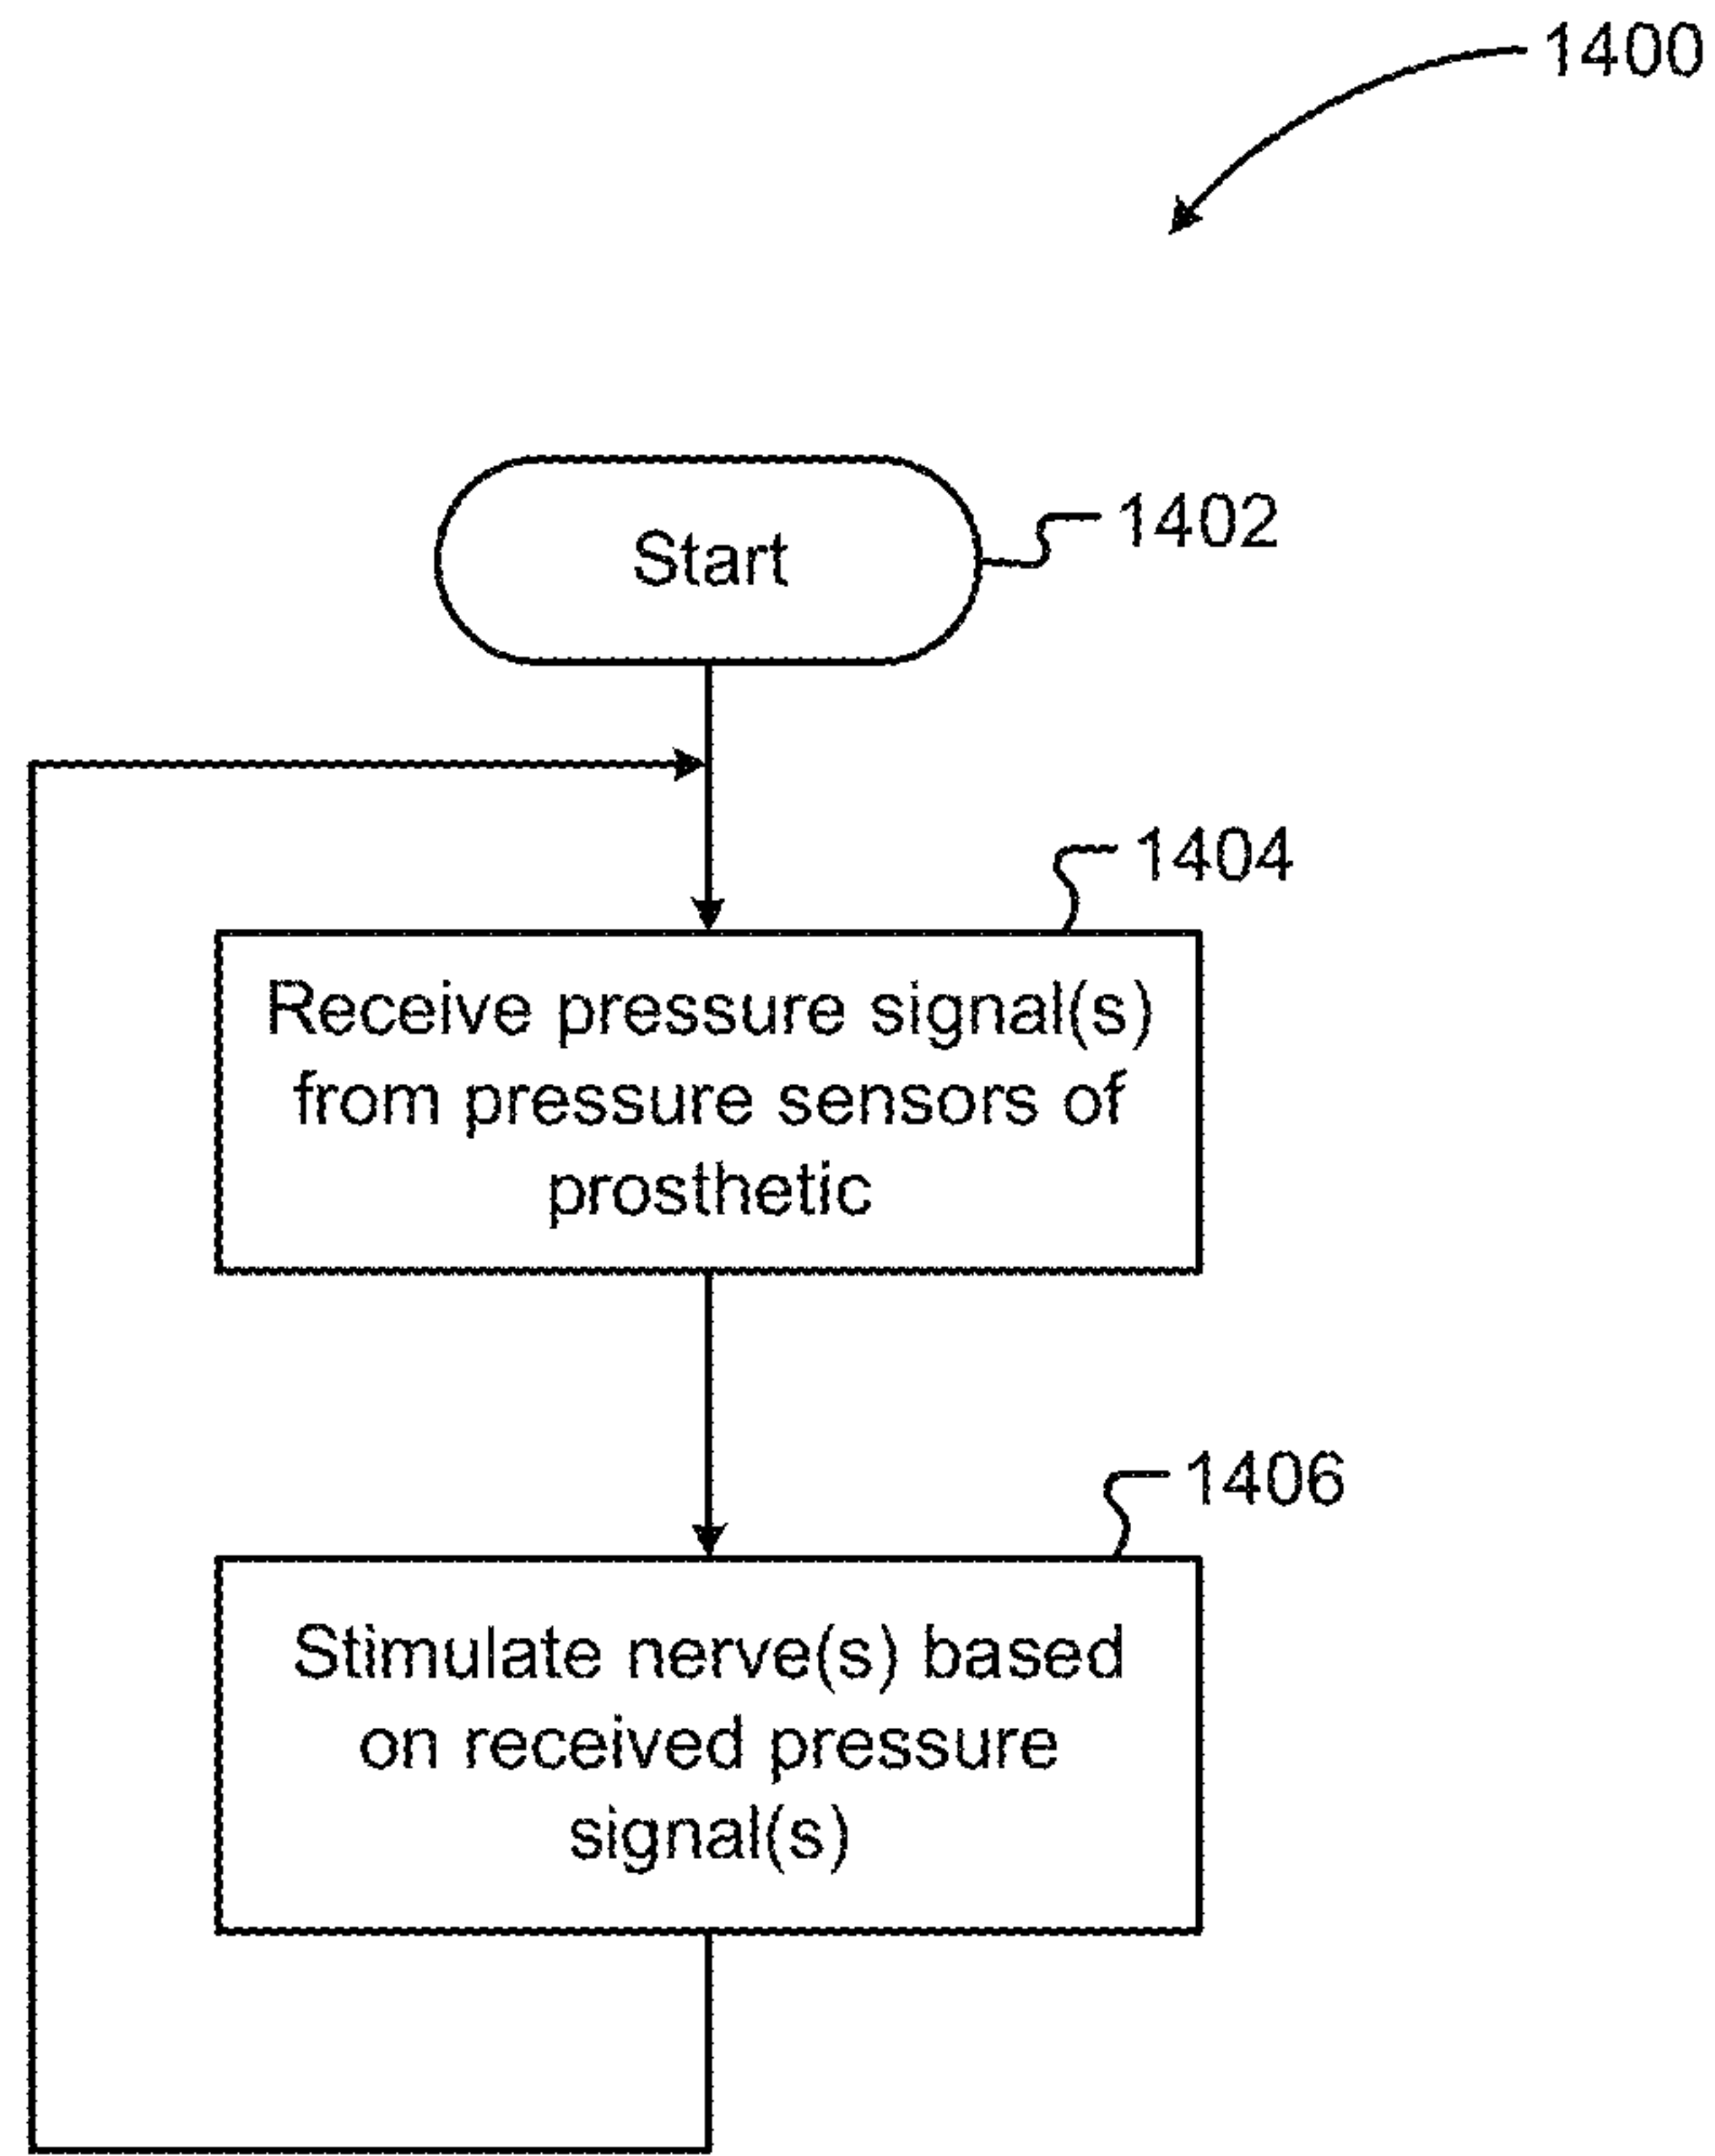 1400
Start
1402
1404
Receive pressure signal(s)
from pressure sensors of
prosthetic
1406
Stimulate nerve(s) based
on received pressure
signal(s)